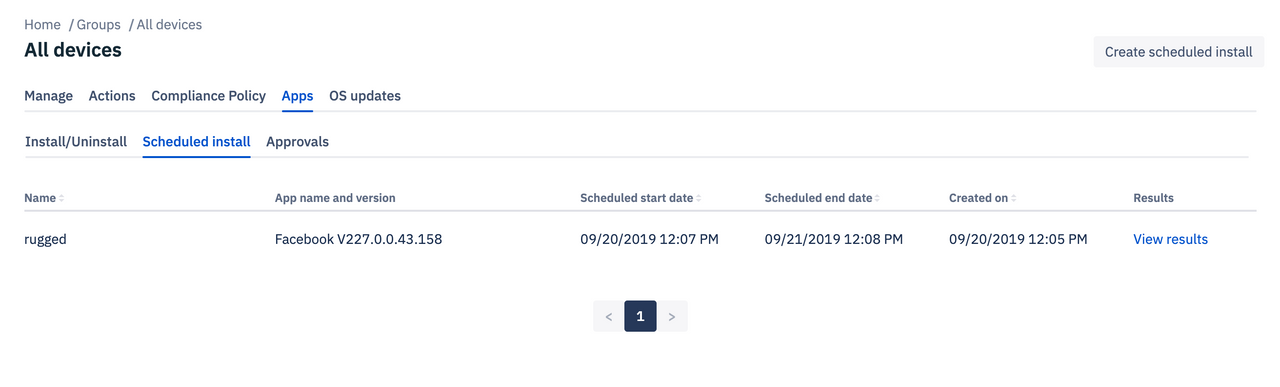 Home / Groups / All devices
All devices
Create scheduled install
Manage Actions Compliance Policy Apps OS updates
Install/Uninstall Scheduled install Approvals
Name App name and version Scheduled start date Scheduled end date Created on Results
rugged Facebook V227.0.0.43.158 09/20/2019 12:07 PM 09/21/2019 12:08 PM 09/20/2019 12:05 PM View results
< 1 >